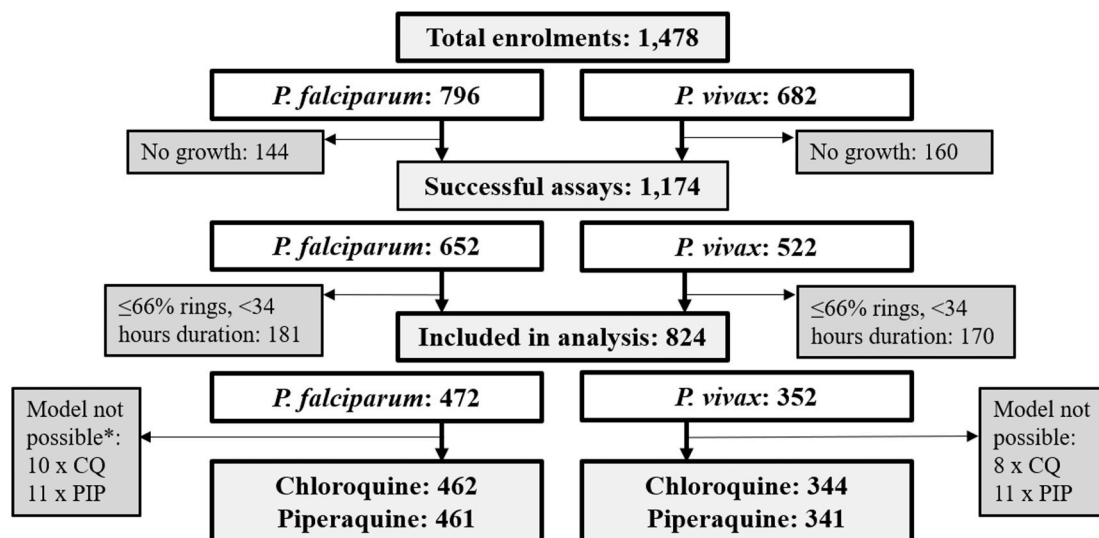 Total enrolments: 1,478
P. falciparum: 796
P. vivax: 682
No growth: 144
No growth: 160
Successful assays: 1,174
P. falciparum: 652
P. vivax: 522
≤66% rings, <34
hours duration: 181
≤66% rings, <34
hours duration: 170
Included in analysis: 824
P. falciparum: 472
P. vivax: 352
Model not
possible*:
10 x CQ
11 x PIP
Model not
possible:
8 x CQ
11 x PIP
Chloroquine: 462
Piperaquine: 461
Chloroquine: 344
Piperaquine: 341